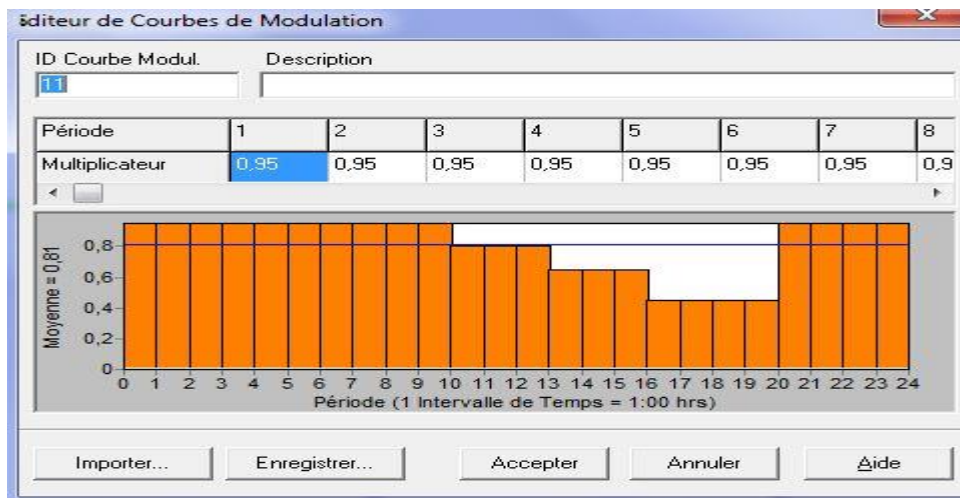 Editeur de Courbes de Modulation
ID Courbe Modul. Description
11
Période 1 2 3 4 5 6 7 8
Multiplicateur 0,95 0,95 0,95 0,95 0,95 0,95 0,95 0,9
Moyenne = 0,81
0,8
0,6
0,4
0,2
0
0 1 2 3 4 5 6 7 8 9 10 11 12 13 14 15 16 17 18 19 20 21 22 23 24
Période (1 Intervalle de Temps = 1:00 hrs)
Importer... Enregistrer... Accepter Annuler Aide